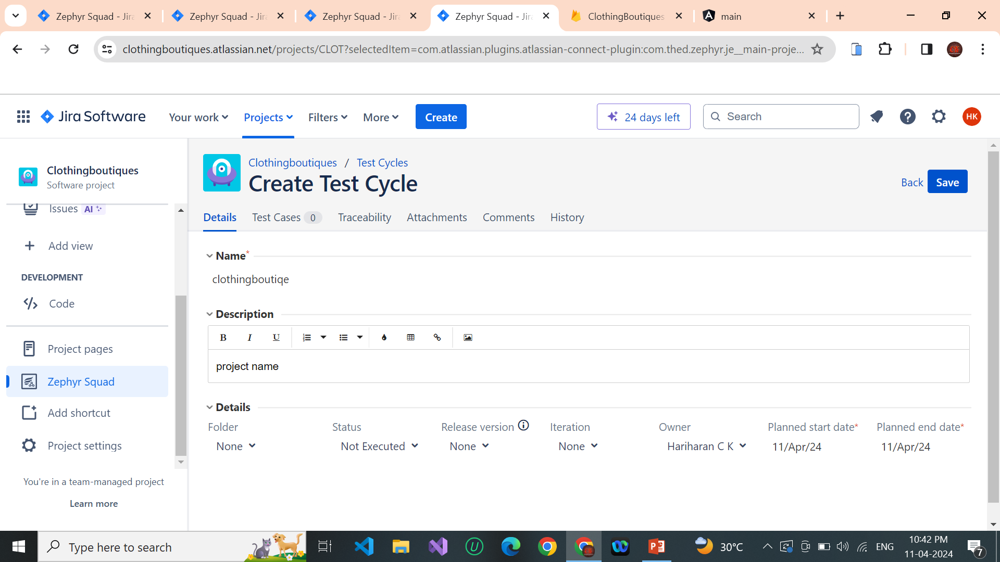 Zephyr Squad - Jira
Zephyr Squad - Jira
Zephyr Squad - Jira
Zephyr Squad - Jira
ClothingBoutiques
main
clothingboutiques.atlassian.net/projects/CLOT?selectedItem=com.atlassian.plugins.atlassian-connect-plugin:com.thed.zephyr.je__main-proje...
Jira Software
Your work
Projects
Filters
More
Create
24 days left
Search
HK
Clothingboutiques
Software project
Issues AI
Add view
DEVELOPMENT
Code
Project pages
Zephyr Squad
Add shortcut
Project settings
You're in a team-managed project
Learn more
Clothingboutiques / Test Cycles
Create Test Cycle
Back
Save
Details
Test Cases 0
Traceability
Attachments
Comments
History
Name*
clothingboutiqe
Description
B I U
project name
Details
Folder
None
Status
Not Executed
Release version
None
Iteration
None
Owner
Hariharan C K
Planned start date*
11/Apr/24
Planned end date*
11/Apr/24
Type here to search
30°C
ENG
10:42 PM
11-04-2024
7